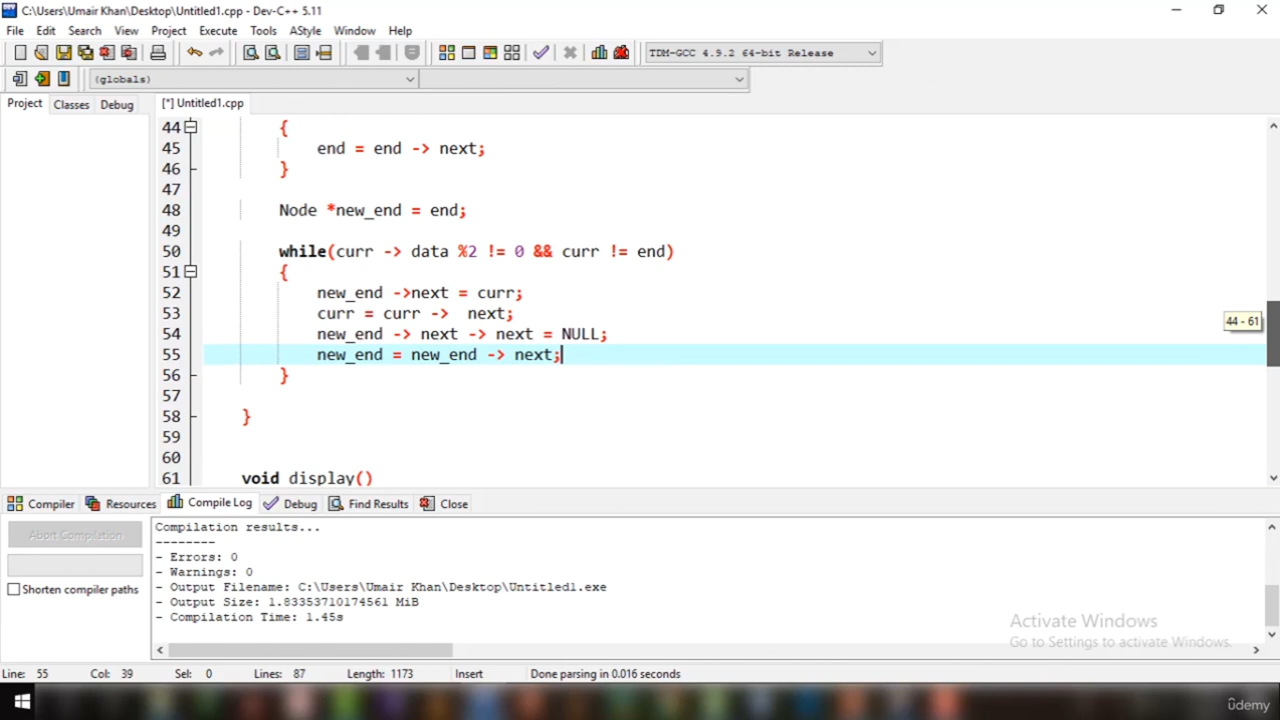 C:\Users\Umair Khan\Desktop\Untitled1.cpp - Dev-C++ 5.11
File Edit Search View Project Execute Tools AStyle Window Help
TDM-GCC 4.9.2 64-bit Release
(globals)
Project Classes Debug [*] Untitled1.cpp
44 {
45 end = end -> next;
46 }
47
48 Node *new_end = end;
49
50 while(curr -> data %2 != 0 && curr != end)
51 {
52 new_end ->next = curr;
53 curr = curr ->  next;
54 new_end -> next -> next = NULL;
55 new_end = new_end -> next;
56 }
57
58 }
59
60
61 void display()
44 - 61
Compiler Resources Compile Log Debug Find Results Close
Abort Compilation
Shorten compiler paths
Compilation results...
--------
- Errors: 0
- Warnings: 0
- Output Filename: C:\Users\Umair Khan\Desktop\Untitled1.exe
- Output Size: 1.83353710174561 MiB
- Compilation Time: 1.45s
Activate Windows
Go to Settings to activate Windows.
Line: 55 Col: 39 Sel: 0 Lines: 87 Length: 1173 Insert Done parsing in 0.016 seconds
ûdemy